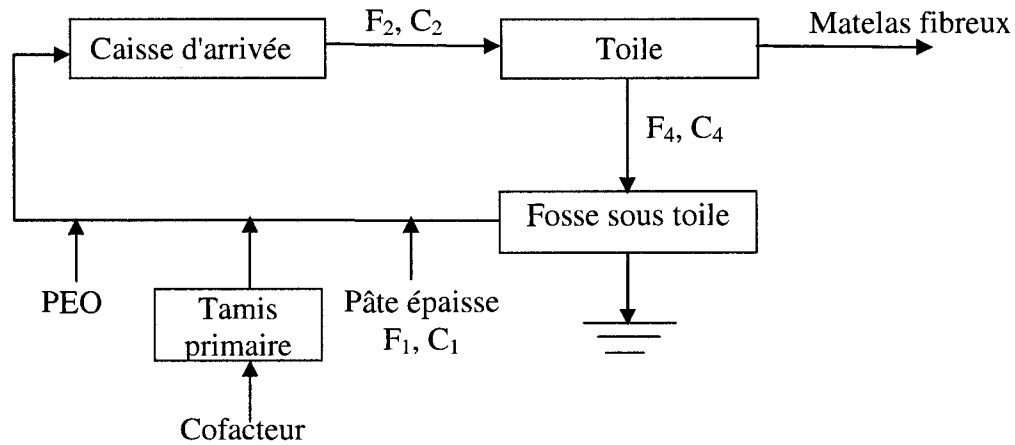 Matelas fibreux
Caisse d'arrivée
F₂, C₂
Toile
F₄, C₄
Fosse sous toile
PEO
Tamis
primaire
Pâte épaisse
F₁, C₁
Cofacteur